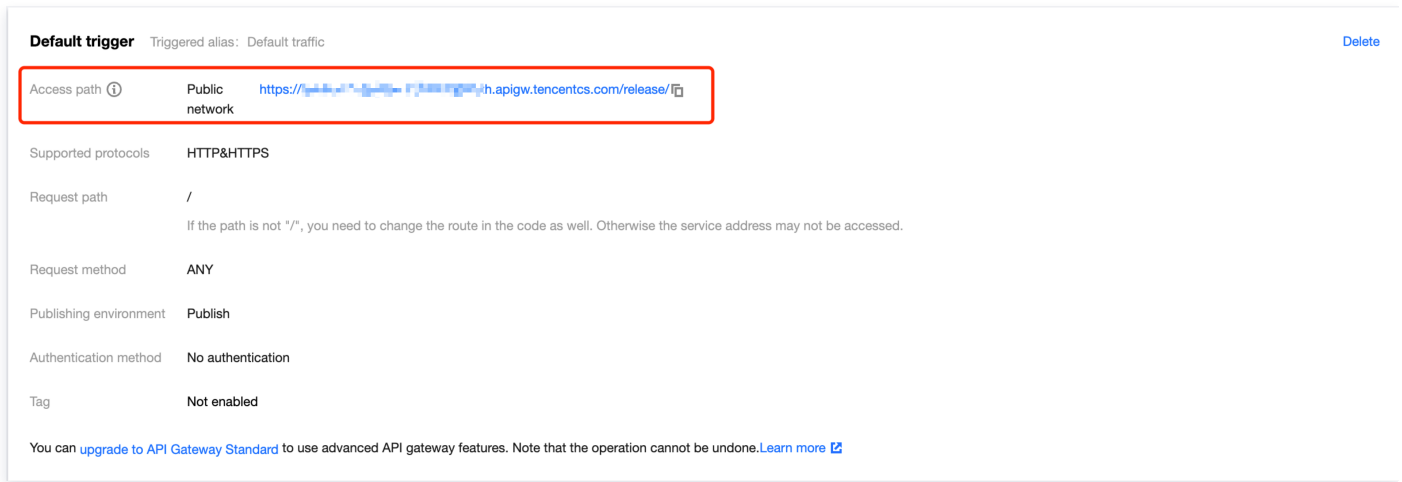 Default trigger Triggered alias: Default traffic Delete
Access path Public https:// h.apigw.tencentcs.com/release/
network
Supported protocols HTTP&HTTPS
Request path /
If the path is not "/", you need to change the route in the code as well. Otherwise the service address may not be accessed.
Request method ANY
Publishing environment Publish
Authentication method No authentication
Tag Not enabled
You can upgrade to API Gateway Standard to use advanced API gateway features. Note that the operation cannot be undone.Learn more